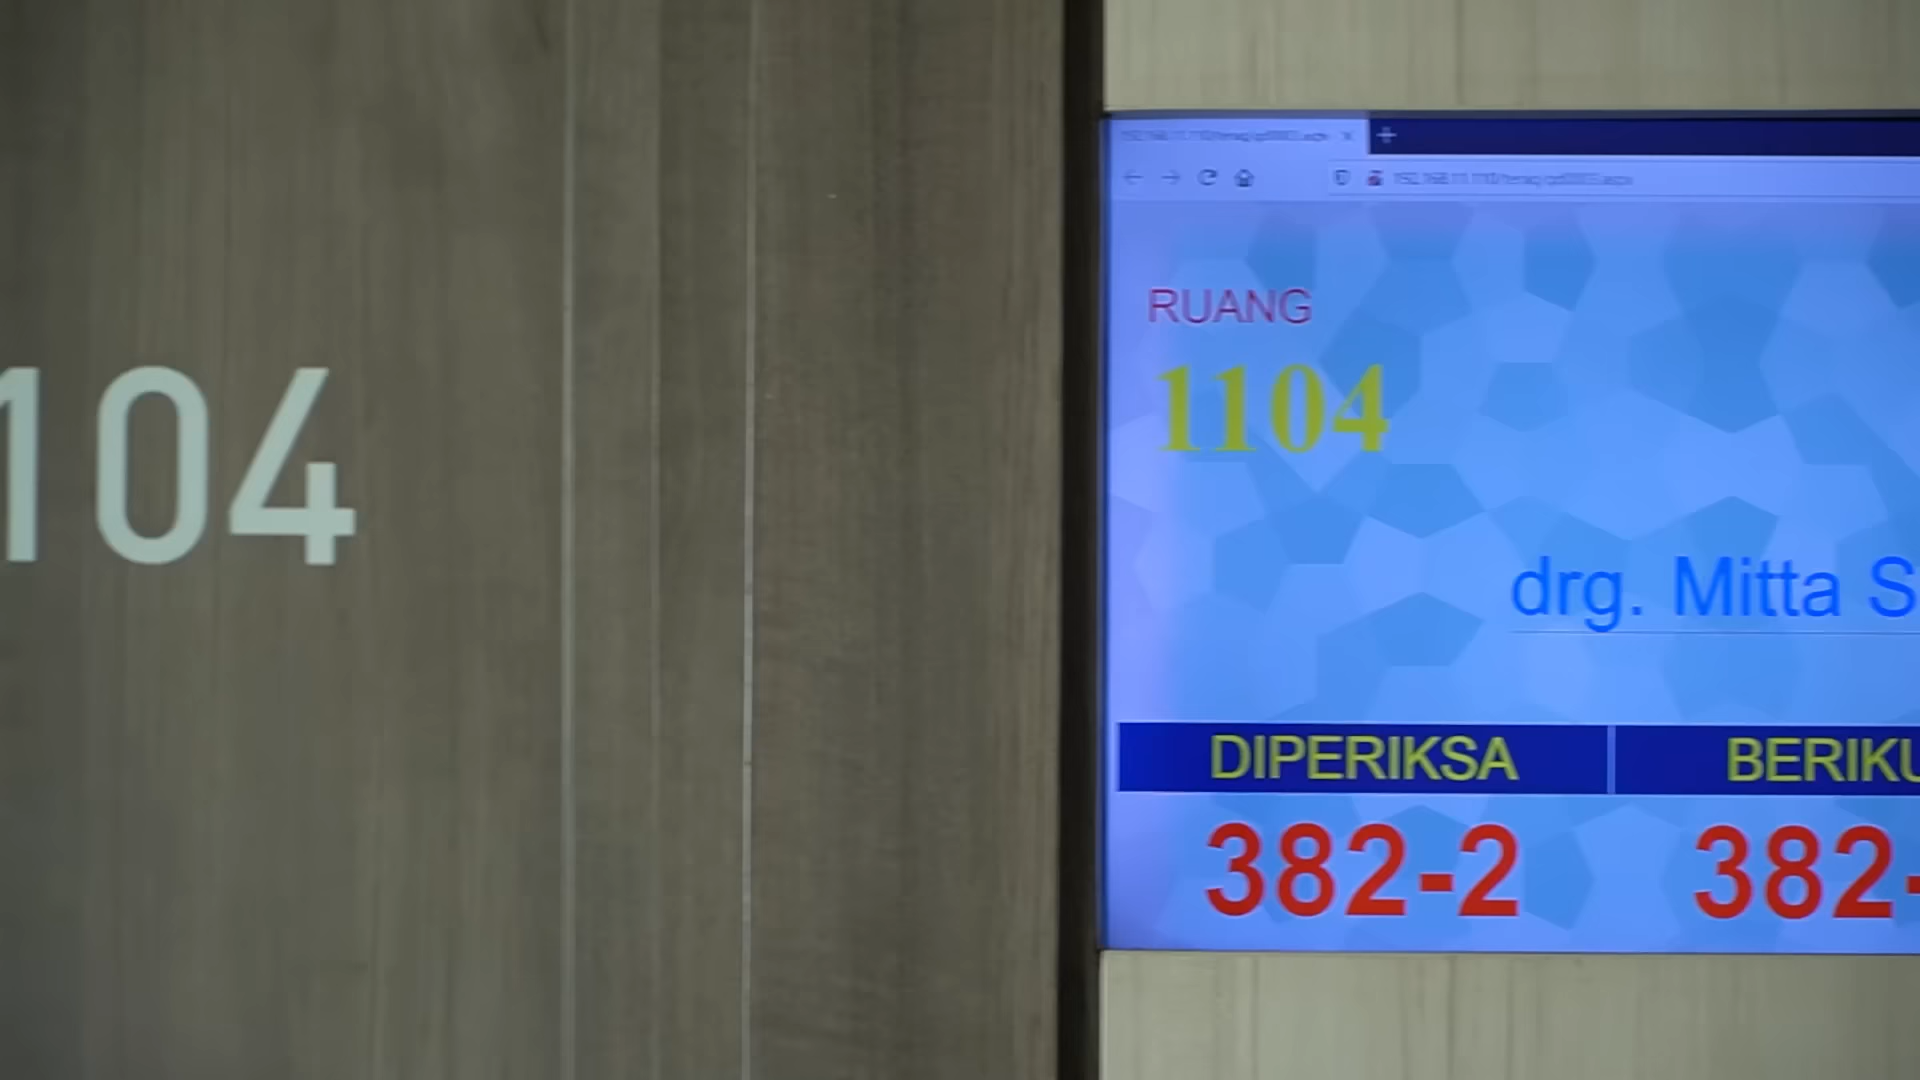 104
RUANG
1104
drg. Mitta S
DIPERIKSA
BERIKU
382-2
382-